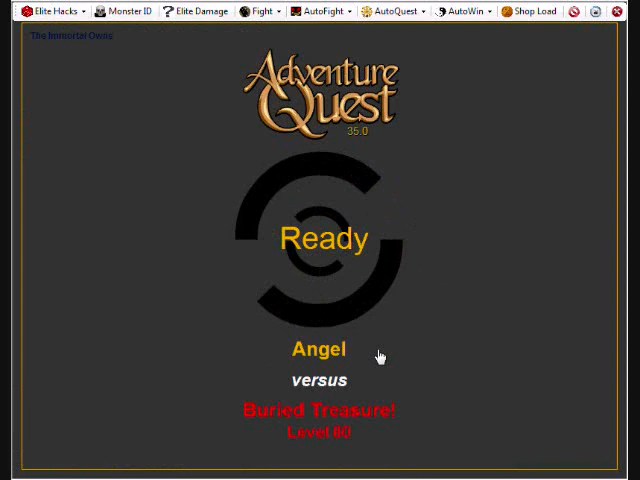 Elite Hacks Monster ID Elite Damage Fight AutoFight AutoQuest AutoWin Shop Load
The Immortal Owns
Adventure
Quest
35.0
Ready
Angel
versus
Buried Treasure!
Level 80